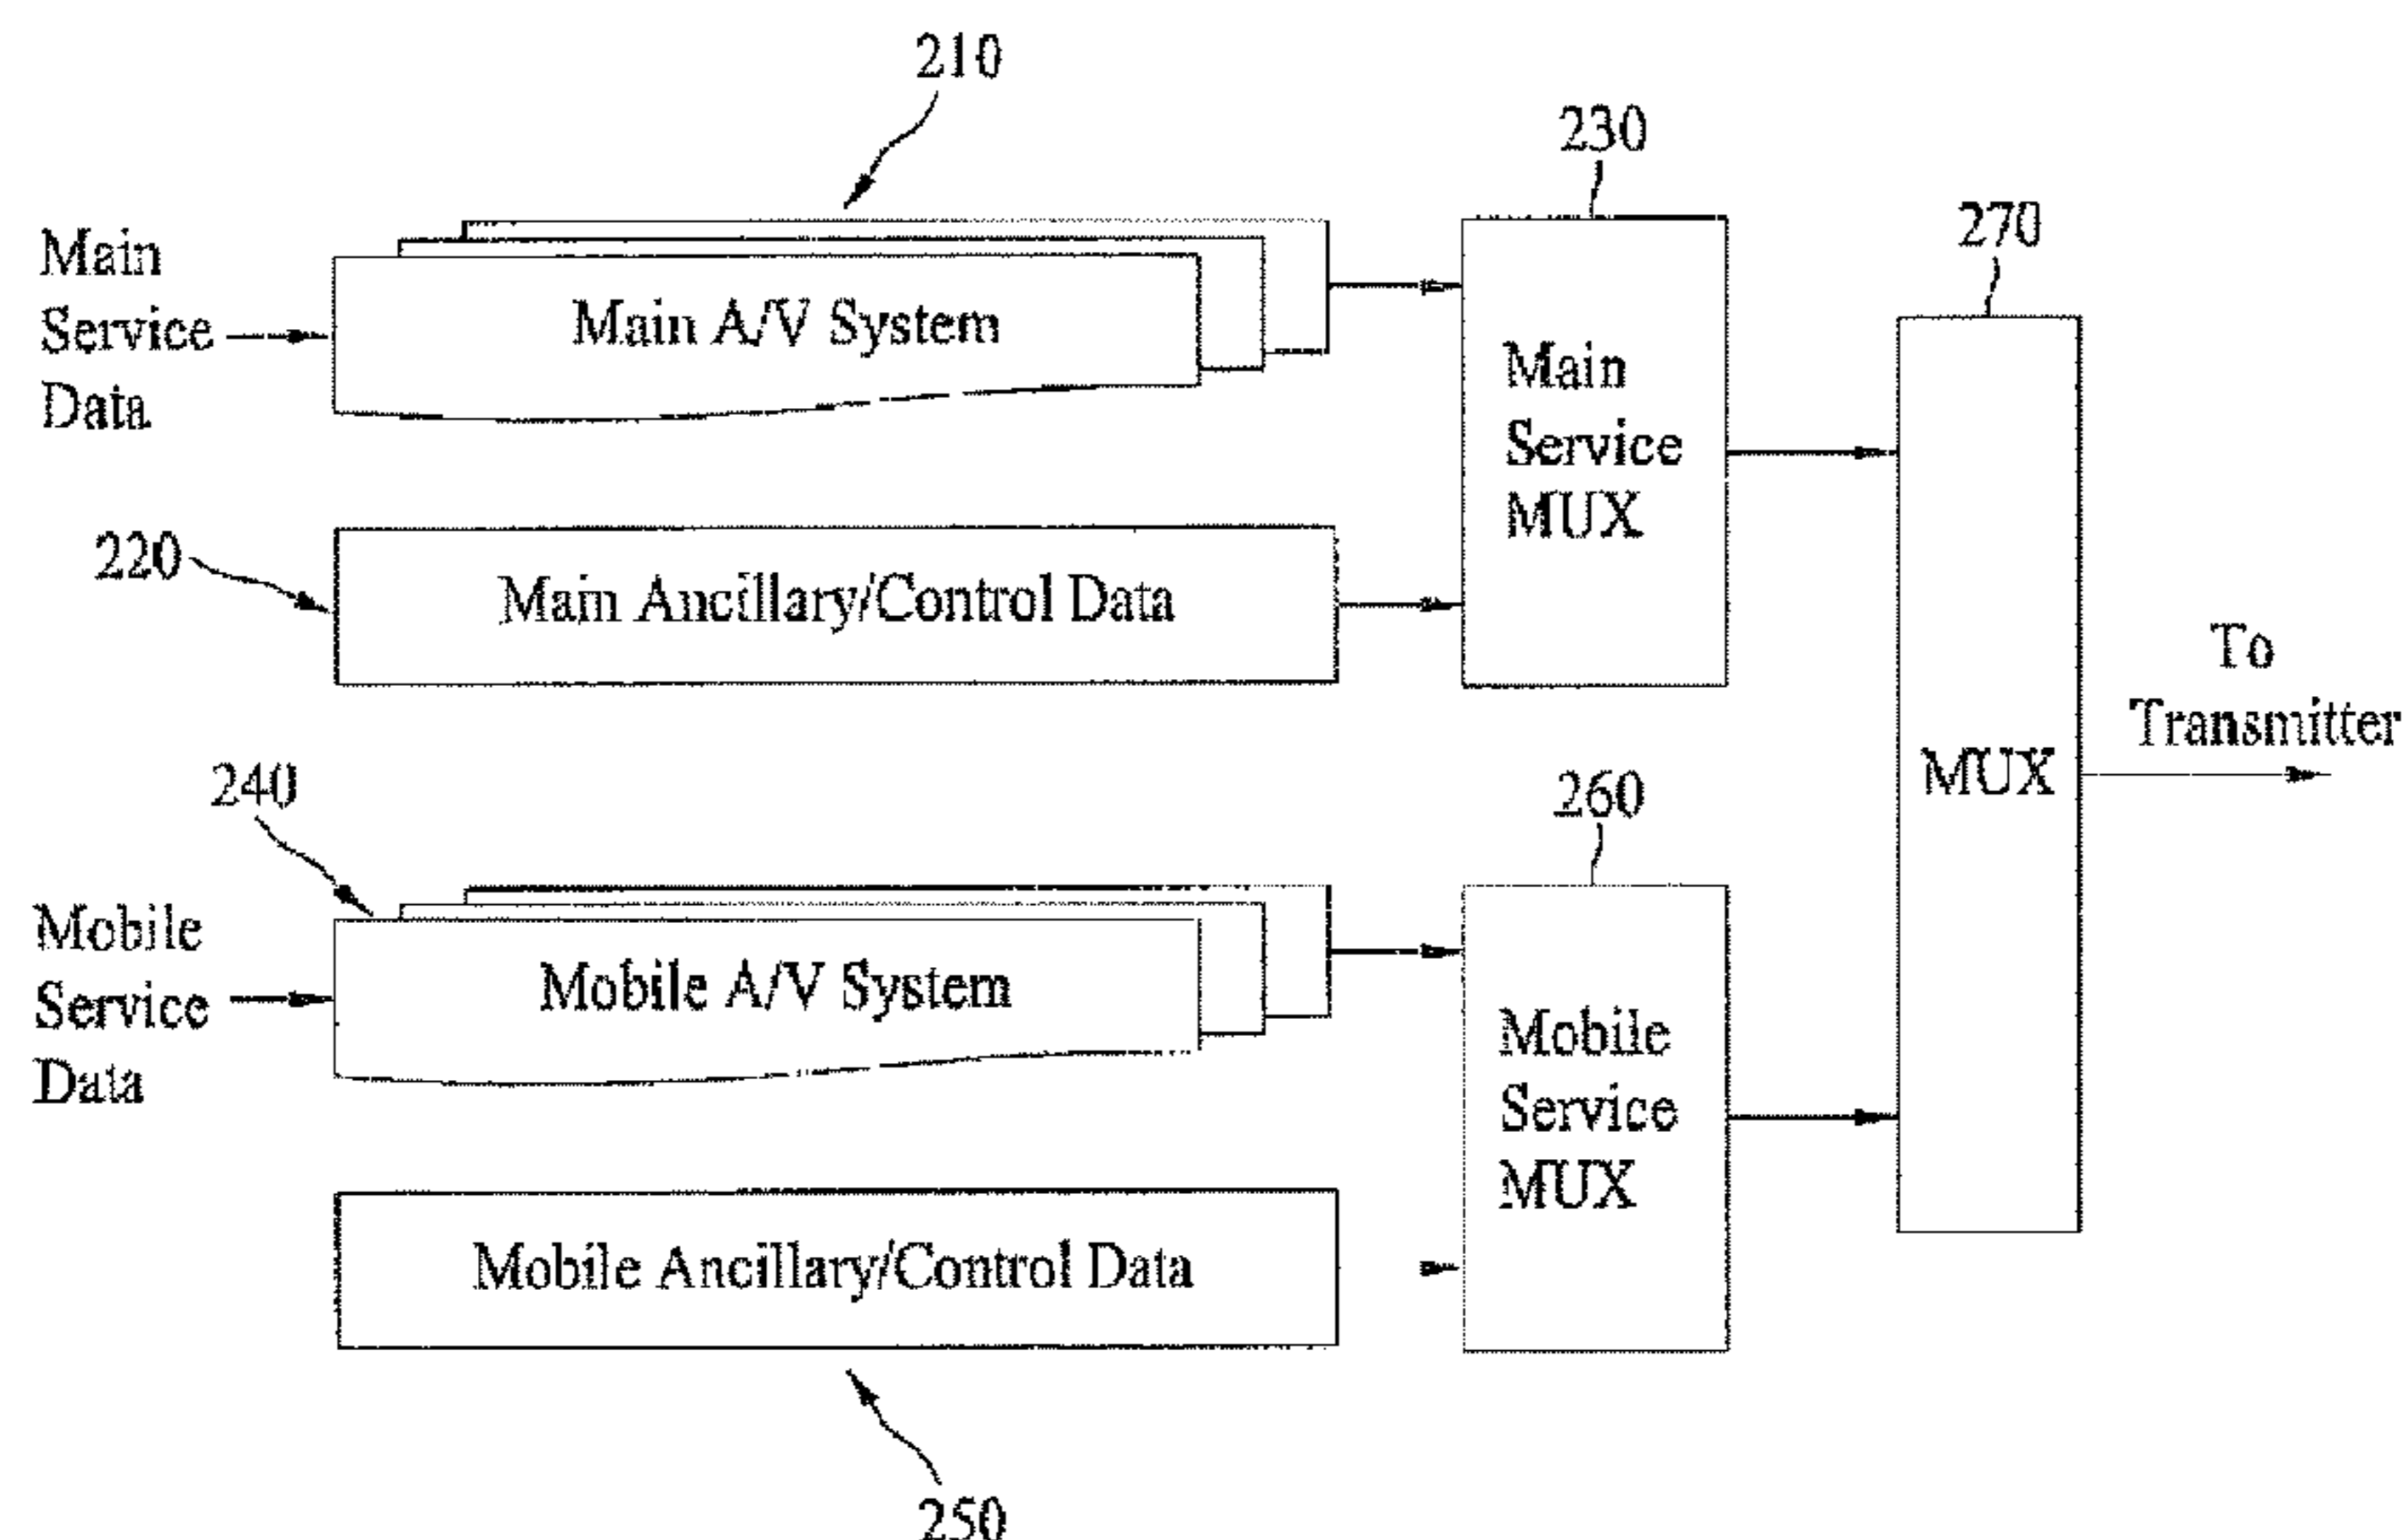 210
230
270
Main
Service
Data
Main A/V System
Main
Service
MUX
220
Main Ancillary/Control Data
To
Transmitter
MUX
240
260
Mobile
Service
Data
Mobile A/V System
Mobile
Service
MUX
Mobile Ancillary/Control Data
250